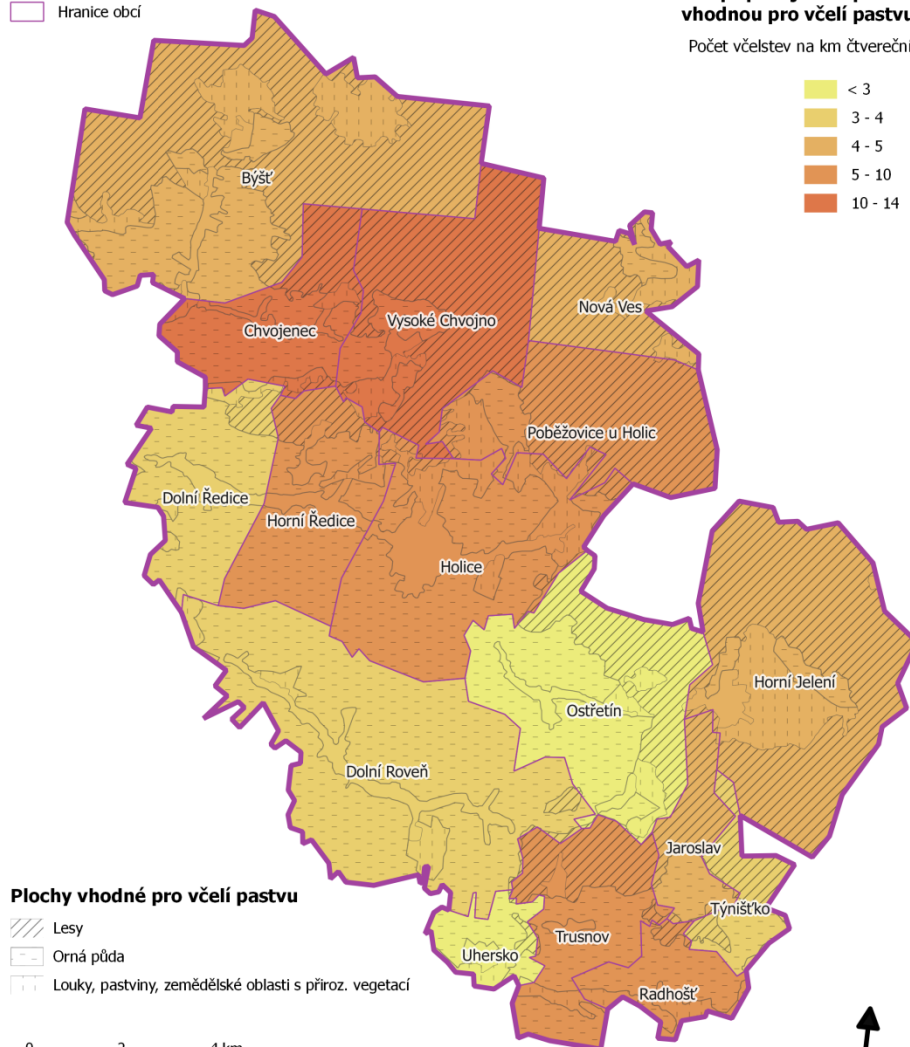 Hranice obcí
vhodnou pro včelí pastvu
Počet včelstev na km čtvereční
< 3
3 - 4
4 - 5
5 - 10
10 - 14
Býšť
Nová Ves
Vysoké Chvojno
Chvojenec
Poběžovice u Holic
Dolní Ředice
Horní Ředice
Holice
Horní Jelení
Ostřetín
Dolní Roveň
Jaroslav
Týnišťko
Trusnov
Uhersko
Radhošť
Plochy vhodné pro včelí pastvu
Lesy
Orná půda
Louky, pastviny, zemědělské oblasti s přiroz. vegetací